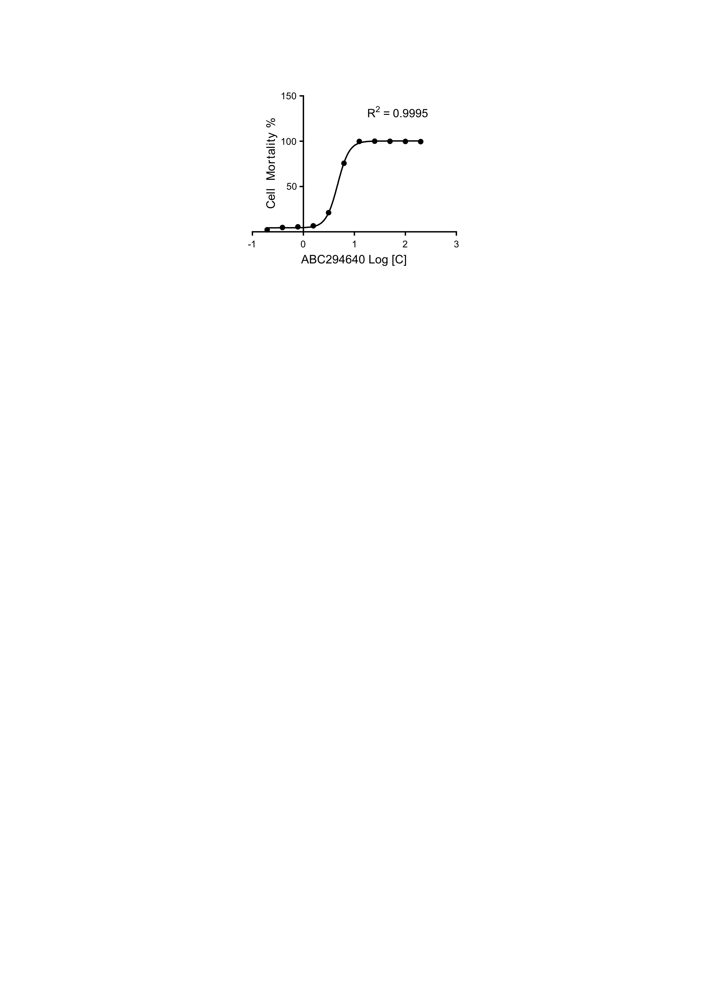 150
R² = 0.9995
100
50
Cell Mortality %
-1 0 1 2 3
ABC294640 Log [C]